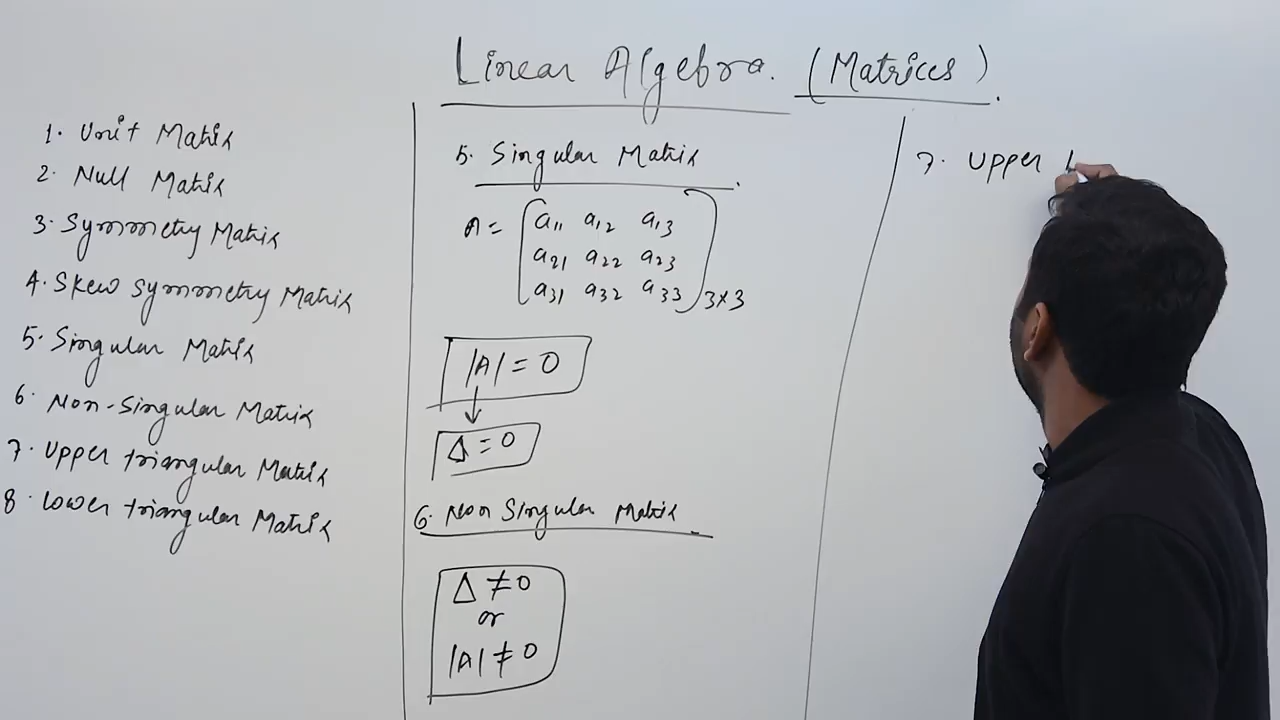 Linear Algebra. (Matrices).
1. Unit Matrix
2. Null Matrix
3. Symmetry Matrix
4. Skew Symmetry Matrix
5. Singular Matrix
6. Non-Singular Matrix
7. Upper triangular Matrix
8. Lower triangular Matrix
5. Singular Matrix
A = [a11 a12 a13
a21 a22 a23
a31 a32 a33]3×3
|A| = 0
↓
Δ = 0
6. Non Singular Matrix
Δ ≠ 0
or
|A| ≠ 0
7. Upper